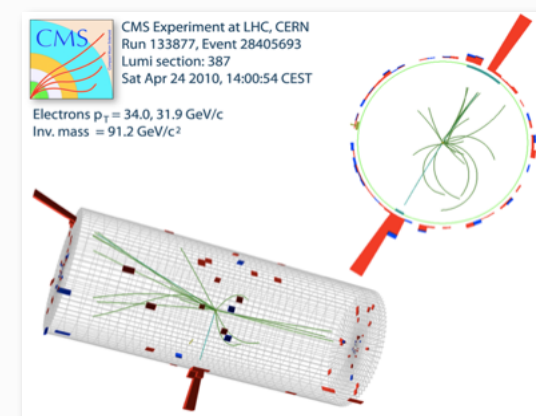 CMS
CMS Experiment at LHC, CERN
Run 133877, Event 28405693
Lumi section: 387
Sat Apr 24 2010, 14:00:54 CEST
Electrons pT = 34.0, 31.9 GeV/c
Inv. mass = 91.2 GeV/c²